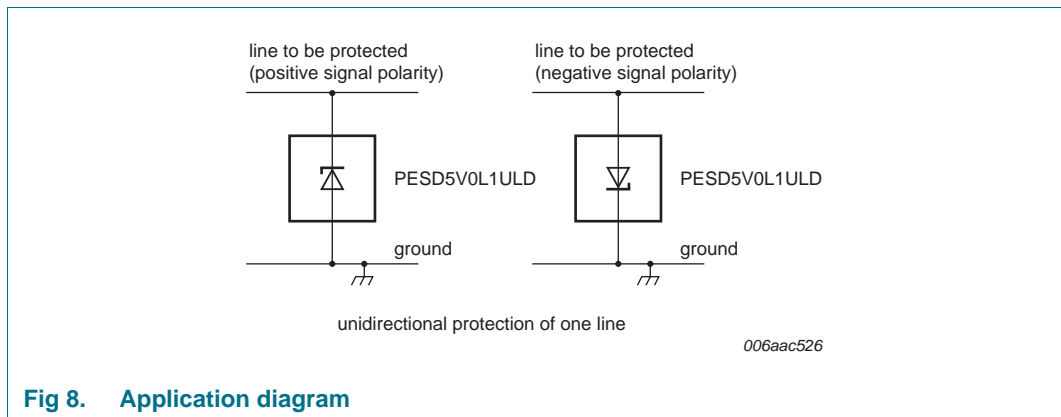 line to be protected
(positive signal polarity)
line to be protected
(negative signal polarity)
PESD5V0L1ULD
PESD5V0L1ULD
ground
ground
unidirectional protection of one line
006aac526
Fig 8. Application diagram